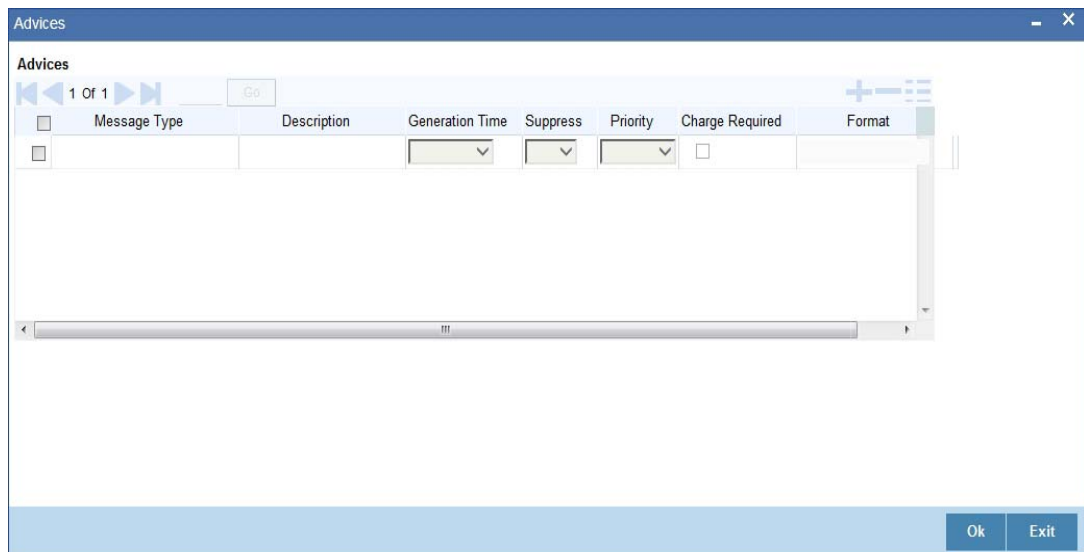 Advices
Advices
1 Of 1 Go
Message Type Description Generation Time Suppress Priority Charge Required Format
Ok Exit